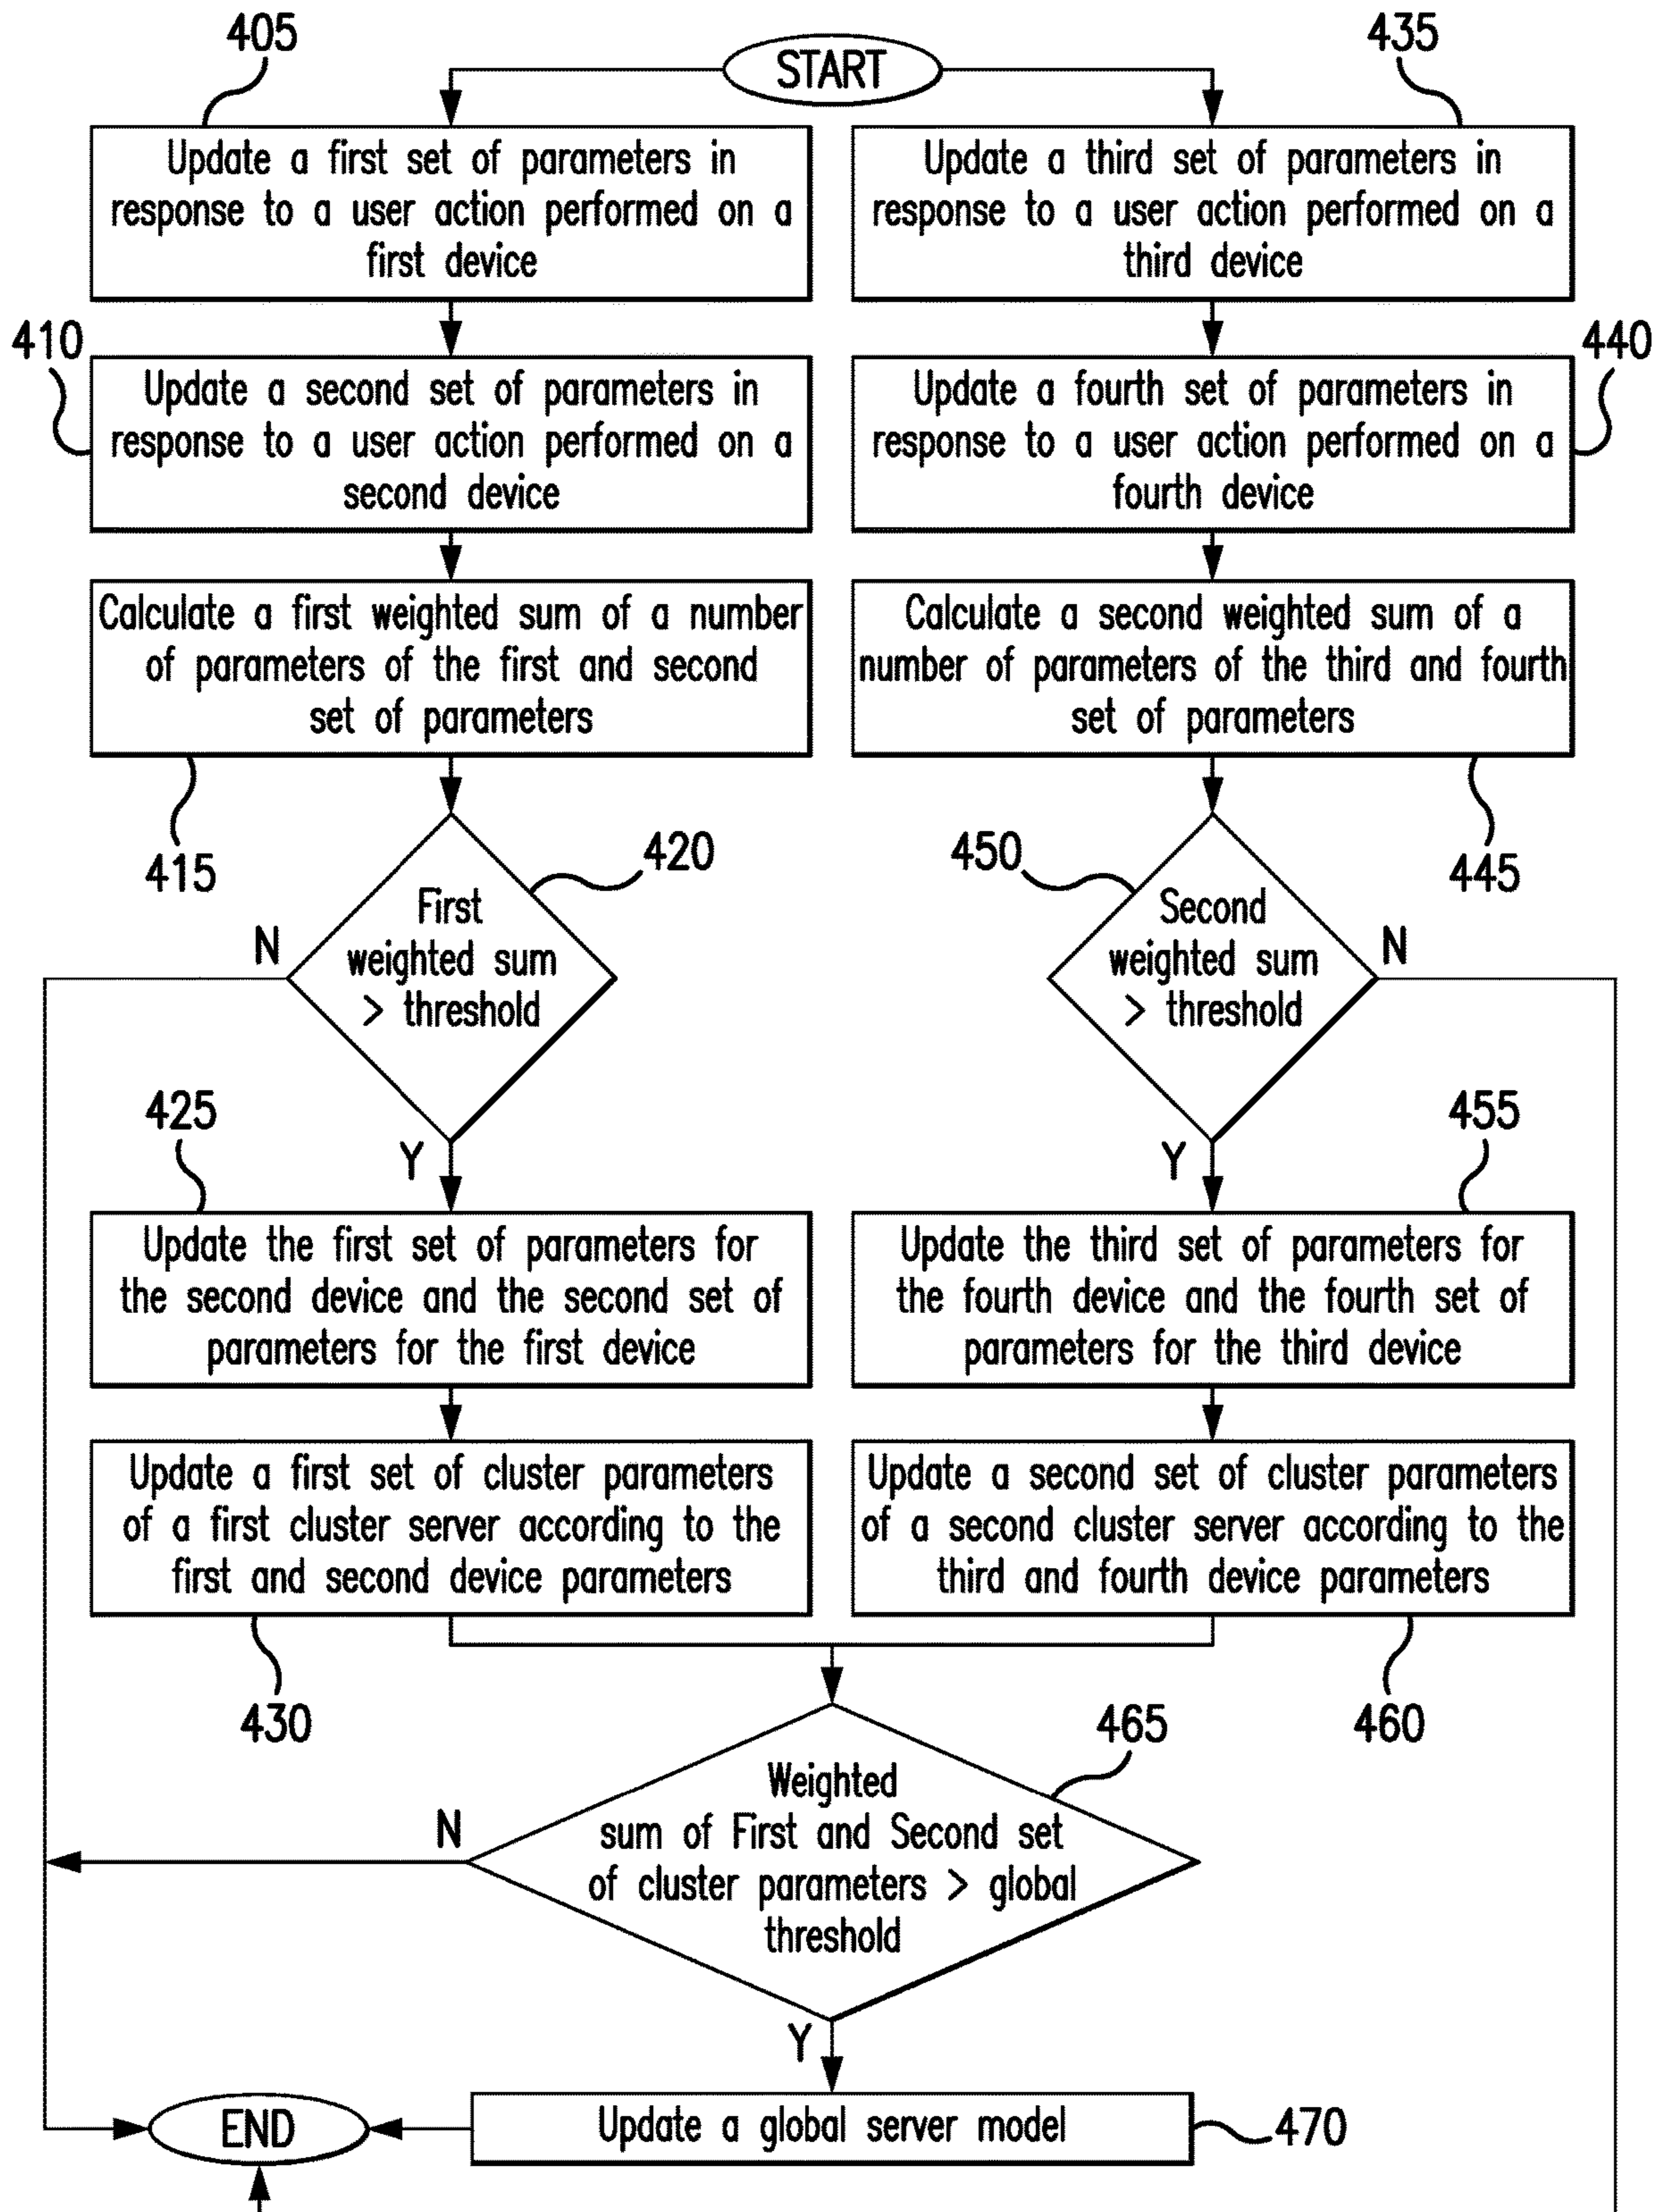 405
START
435
Update a first set of parameters in
response to a user action performed on a
first device
Update a third set of parameters in
response to a user action performed on a
third device
410
Update a second set of parameters in
response to a user action performed on a
second device
Update a fourth set of parameters in
response to a user action performed on a
fourth device
440
Calculate a first weighted sum of a number
of parameters of the first and second
set of parameters
Calculate a second weighted sum of a
number of parameters of the third and fourth
set of parameters
415
420
450
445
N
First
weighted sum
> threshold
Second
weighted sum
> threshold
N
425
Y
Y
455
Update the first set of parameters for
the second device and the second set of
parameters for the first device
Update the third set of parameters for
the fourth device and the fourth set of
parameters for the third device
Update a first set of cluster parameters
of a first cluster server according to the
first and second device parameters
Update a second set of cluster parameters
of a second cluster server according to the
third and fourth device parameters
430
465
460
N
Weighted
sum of First and Second set
of cluster parameters > global
threshold
Y
END
Update a global server model
470